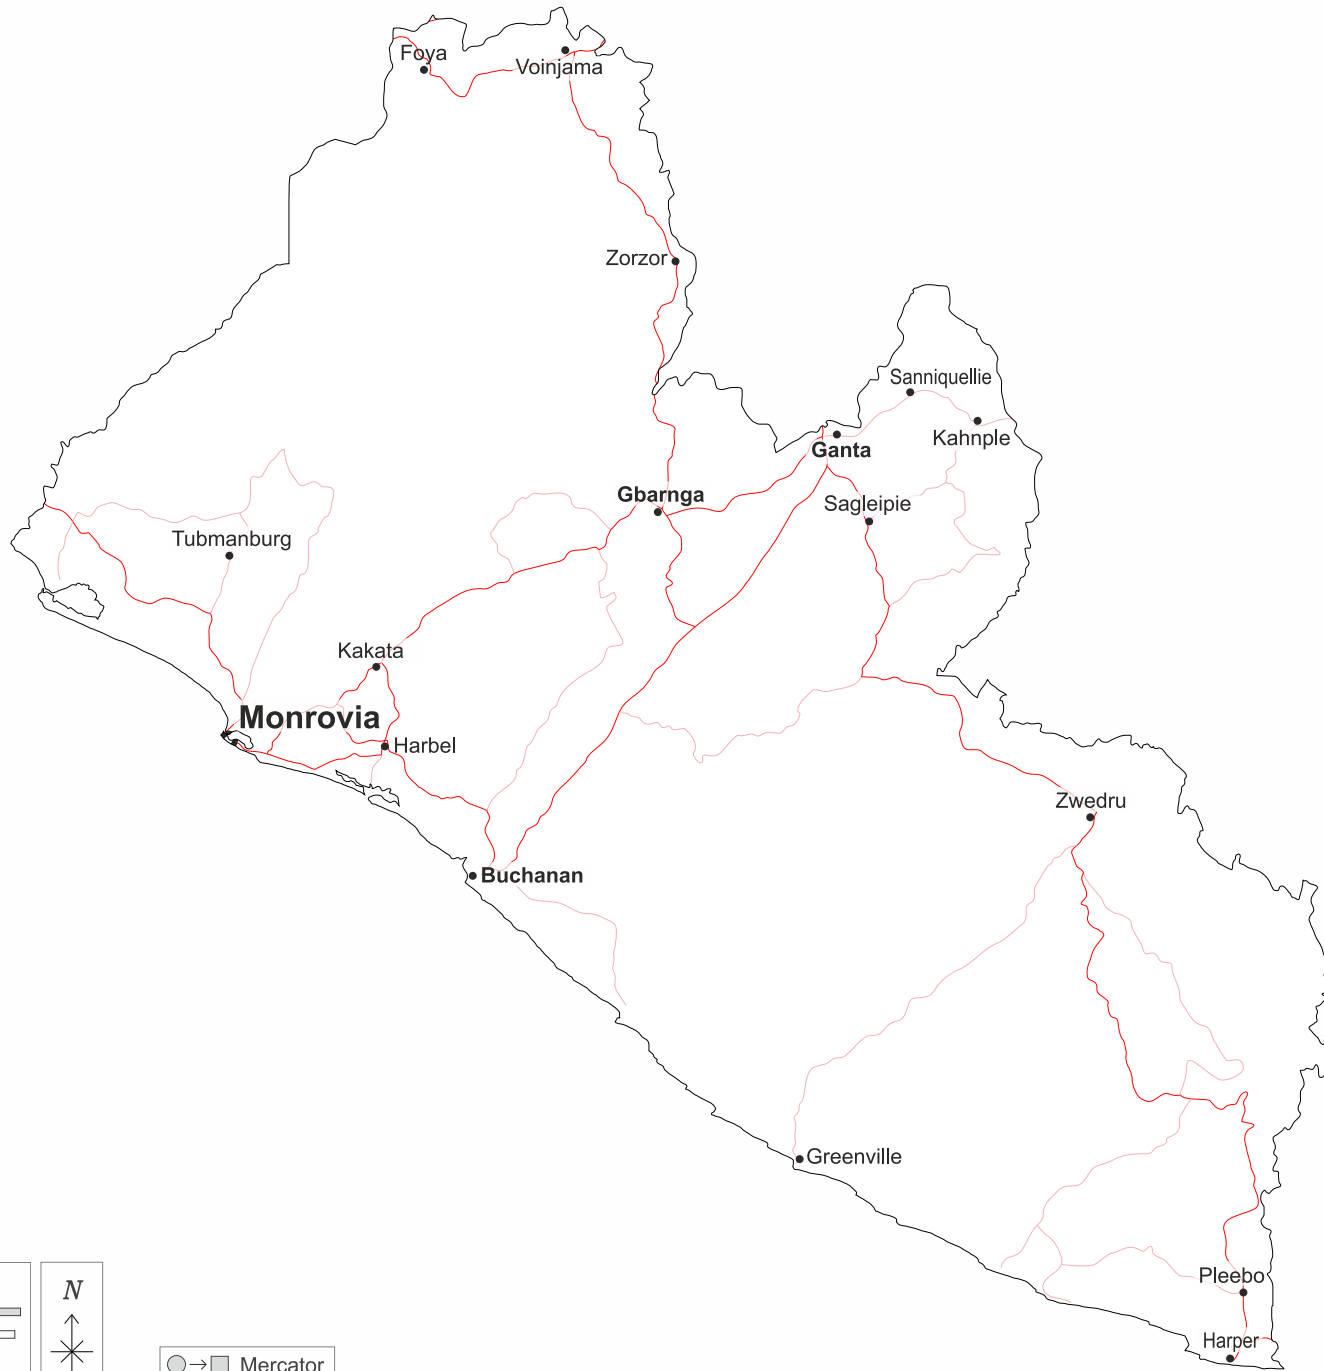 Foya
Voinjama
Zorzor
Sanniquellie
Kahnple
Ganta
Gbarnga
Sagleipie
Tubmanburg
Kakata
Monrovia
Harbel
Zwedru
Buchanan
Greenville
Pleebo
N
Harper
Mercator